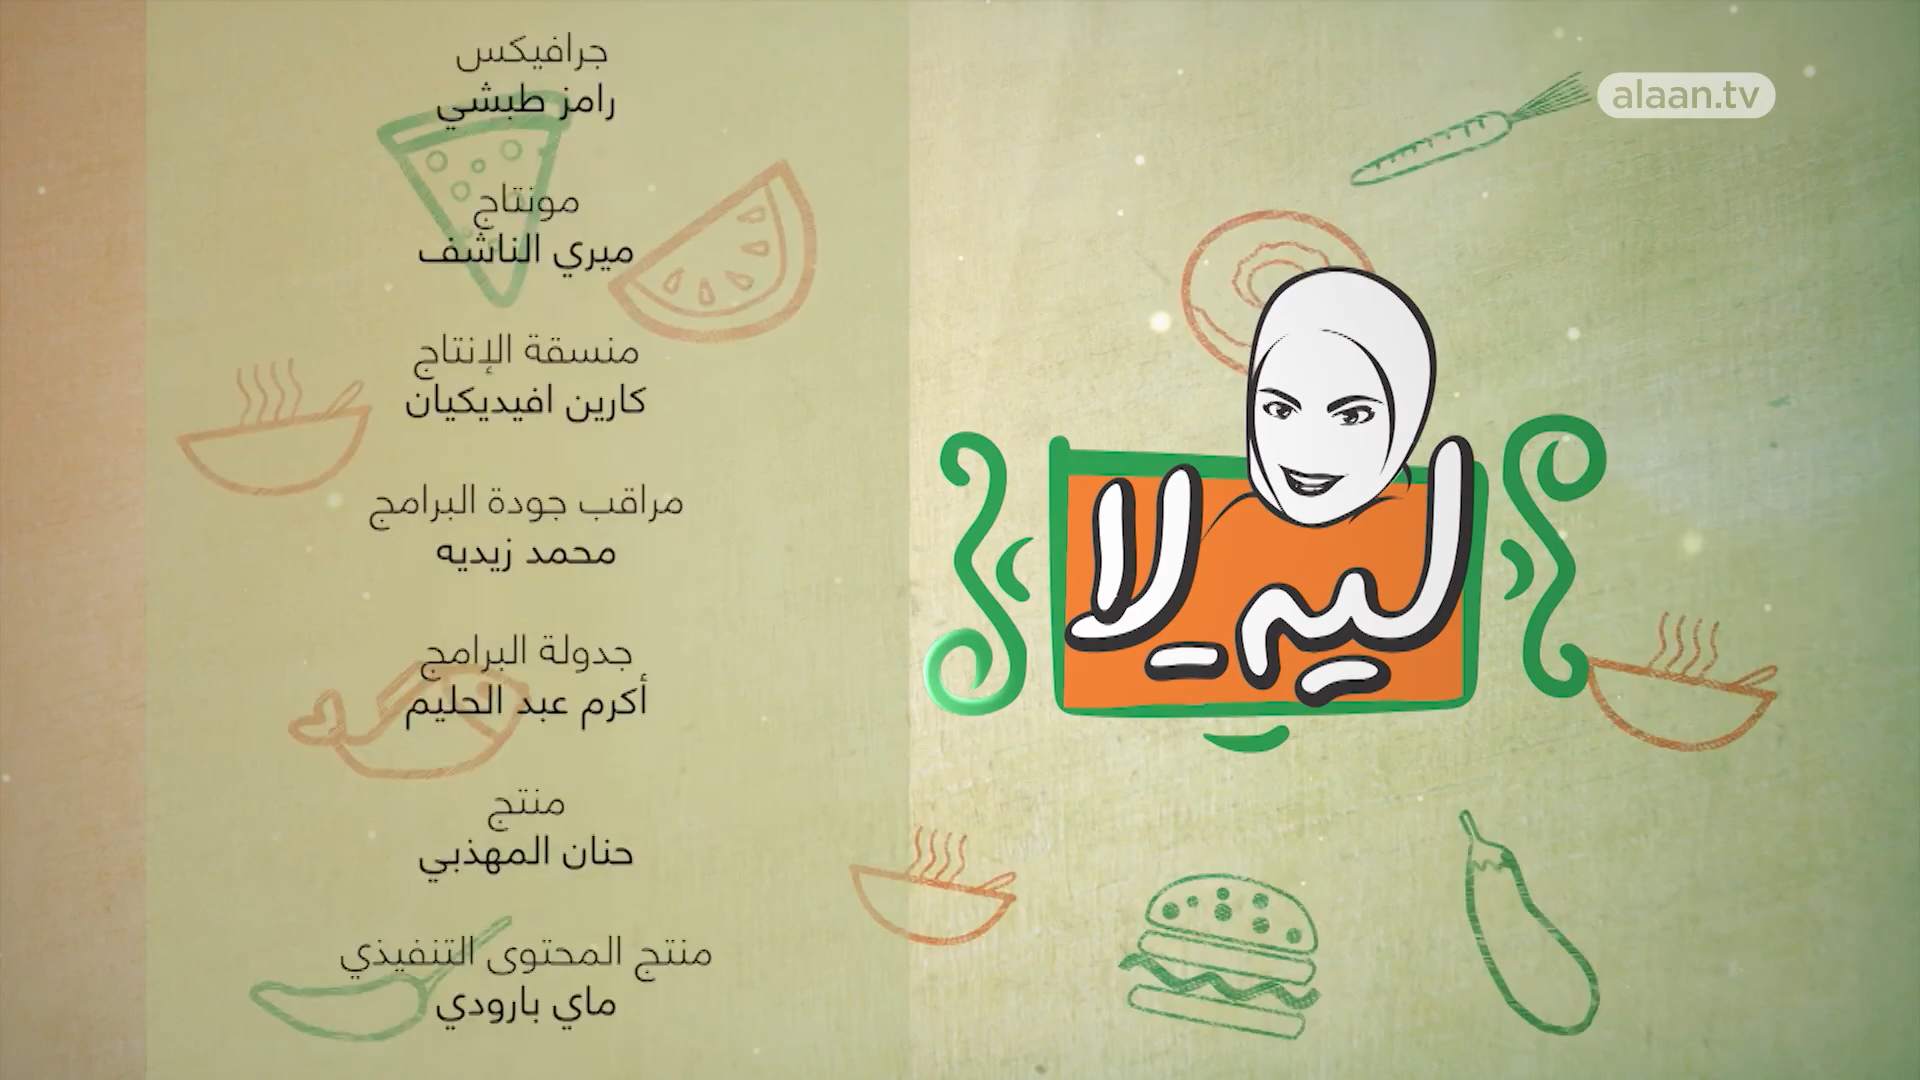 جرافيكس
رامز طبشي
مونتاج
ميري الناشف
منسقة الإنتاج
كارين افيديكيان
مراقب جودة البرامج
محمد زيديه
جدولة البرامج
أكرم عبد الحليم
منتج
حنان المهذبي
منتج المحتوى التنفيذي
ماي بارودي
alaan.tv
ليه لا